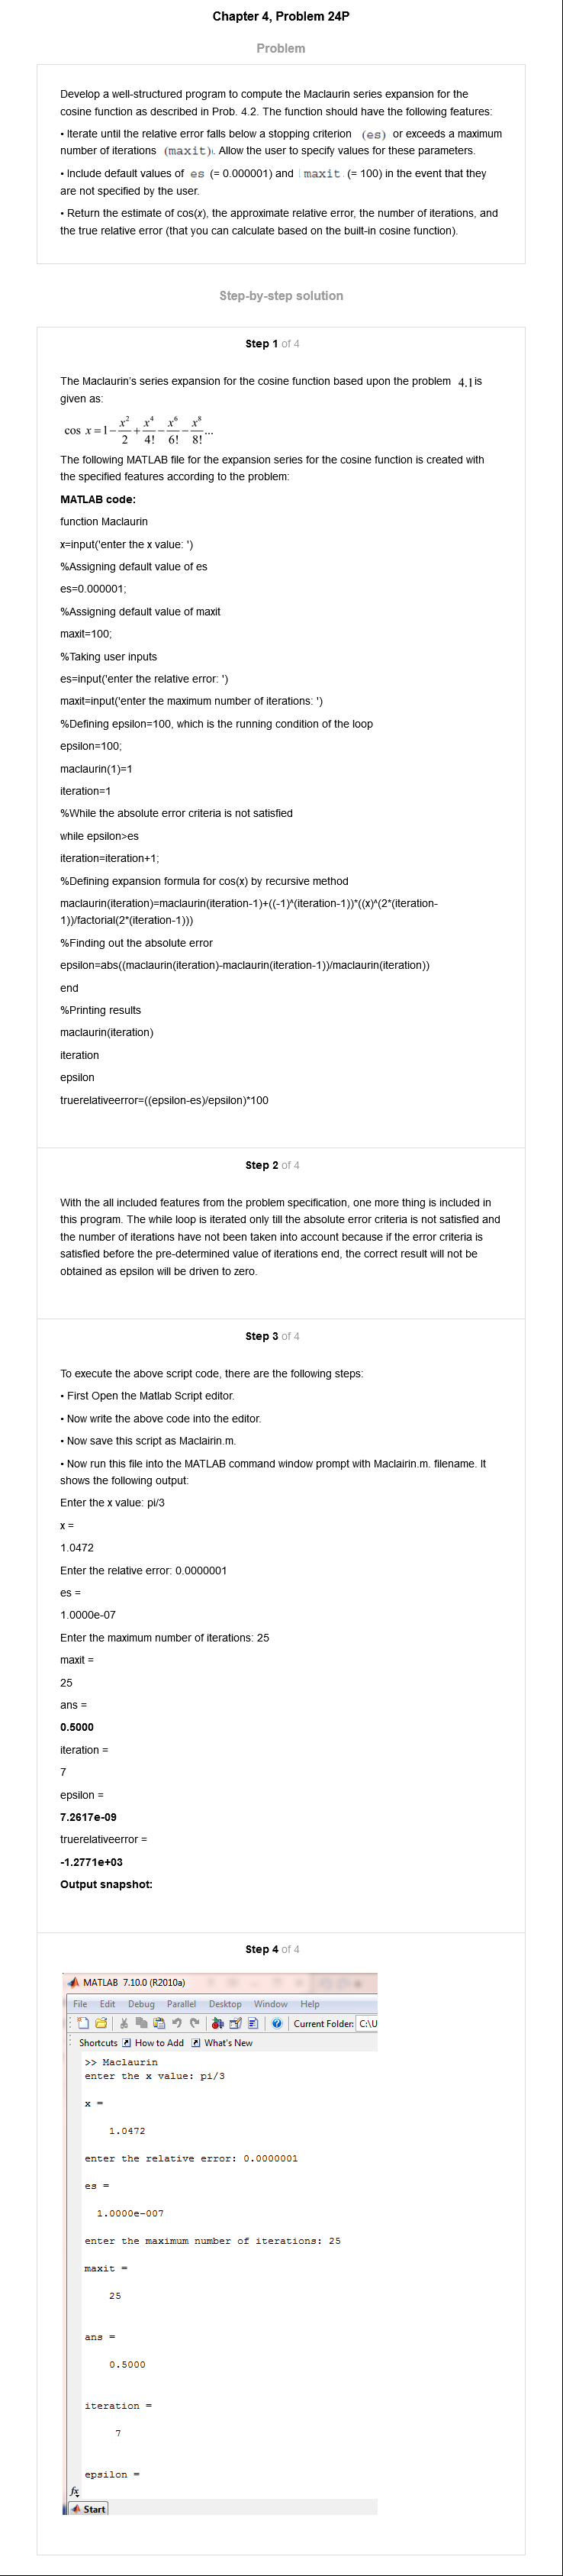 Chapter 4, Problem 24P
Problem
Develop a well-structured program to compute the Maclaurin series expansion for the
cosine function as described in Prob. 4.2. The function should have the following features:
• Iterate until the relative error falls below a stopping criterion (es) or exceeds a maximum
number of iterations (maxit). Allow the user to specify values for these parameters.
• Include default values of es (= 0.000001) and maxit (= 100) in the event that they
are not specified by the user.
• Return the estimate of cos(x), the approximate relative error, the number of iterations, and
the true relative error (that you can calculate based on the built-in cosine function).
Step-by-step solution
Step 1 of 4
The Maclaurin's series expansion for the cosine function based upon the problem 4.1 is
given as:
cos x = 1 - x^2/2 + x^4/4! - x^6/6! - x^8/8! ...
The following MATLAB file for the expansion series for the cosine function is created with
the specified features according to the problem:
MATLAB code:
function Maclaurin
x=input('enter the x value: ')
%Assigning default value of es
es=0.000001;
%Assigning default value of maxit
maxit=100;
%Taking user inputs
es=input('enter the relative error: ')
maxit=input('enter the maximum number of iterations: ')
%Defining epsilon=100, which is the running condition of the loop
epsilon=100;
maclaurin(1)=1
iteration=1
%While the absolute error criteria is not satisfied
while epsilon>es
iteration=iteration+1;
%Defining expansion formula for cos(x) by recursive method
maclaurin(iteration)=maclaurin(iteration-1)+((-1)^(iteration-1))*((x)^(2*(iteration-
1))/factorial(2*(iteration-1)))
%Finding out the absolute error
epsilon=abs((maclaurin(iteration)-maclaurin(iteration-1))/maclaurin(iteration))
end
%Printing results
maclaurin(iteration)
iteration
epsilon
truerelativeerror=((epsilon-es)/epsilon)*100
Step 2 of 4
With the all included features from the problem specification, one more thing is included in
this program. The while loop is iterated only till the absolute error criteria is not satisfied and
the number of iterations have not been taken into account because if the error criteria is
satisfied before the pre-determined value of iterations end, the correct result will not be
obtained as epsilon will be driven to zero.
Step 3 of 4
To execute the above script code, there are the following steps:
• First Open the Matlab Script editor.
• Now write the above code into the editor.
• Now save this script as Maclairin.m.
• Now run this file into the MATLAB command window prompt with Maclairin.m. filename. It
shows the following output:
Enter the x value: pi/3
x =
1.0472
Enter the relative error: 0.0000001
es =
1.0000e-07
Enter the maximum number of iterations: 25
maxit =
25
ans =
0.5000
iteration =
7
epsilon =
7.2617e-09
truerelativeerror =
-1.2771e+03
Output snapshot:
Step 4 of 4
MATLAB 7.10.0 (R2010a)
File Edit Debug Parallel Desktop Window Help
Current Folder: C:\U
Shortcuts How to Add What's New
>> Maclaurin
enter the x value: pi/3
x =
1.0472
enter the relative error: 0.0000001
es =
1.0000e-007
enter the maximum number of iterations: 25
maxit =
25
ans =
0.5000
iteration =
7
epsilon =
fx
Start